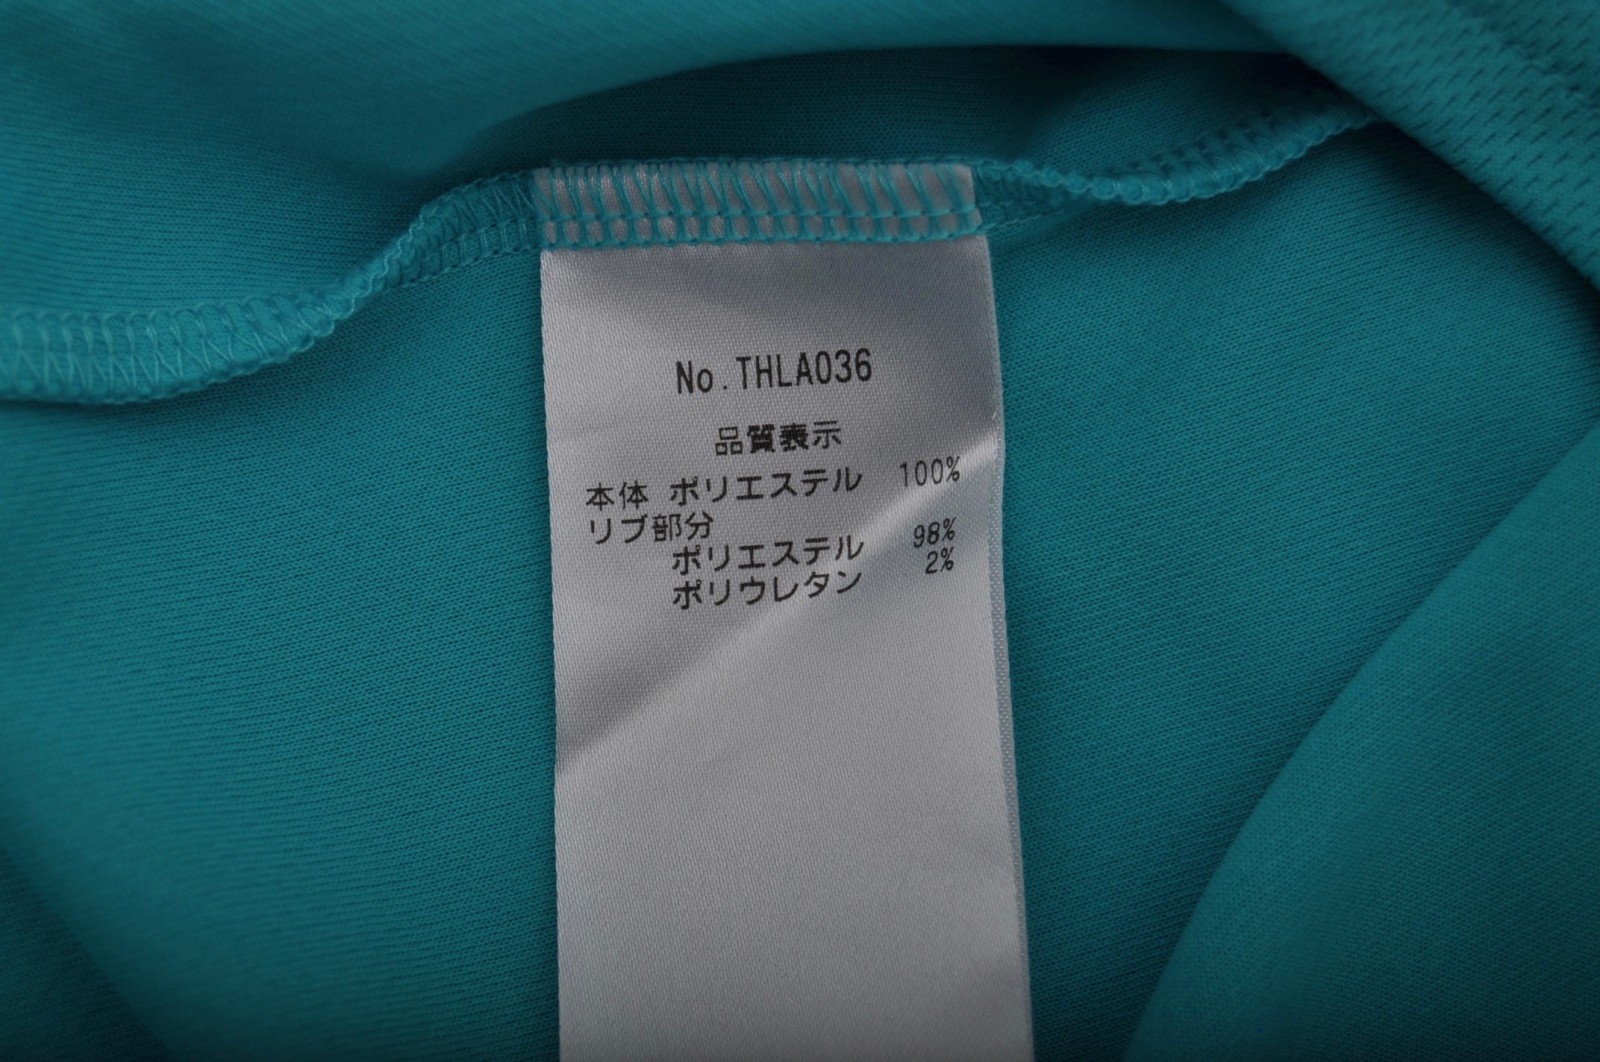 No.THLA036
品質表示
本体 ポリエステル 100%
リブ部分
ポリエステル 98%
ポリウレタン 2%